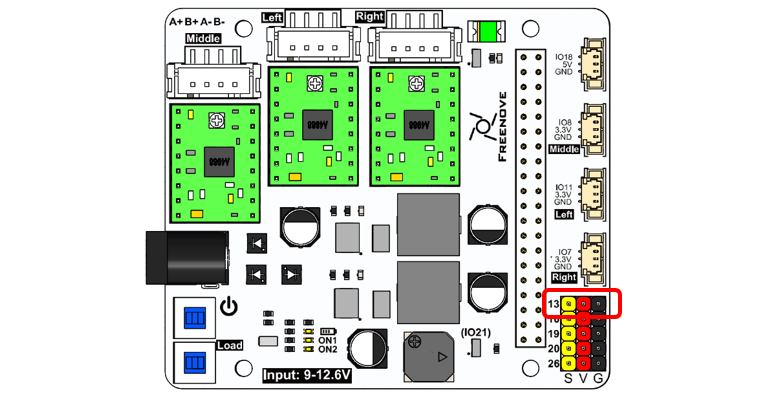 A+B+A-B-
Middle
Left
Right
A4988
A4988
A4988
FREENOVE
IO18
5V
GND
IO8
3.3V
GND
Middle
IO11
3.3V
GND
Left
IO7
3.3V
GND
Right
13
16
19
20
26
S V G
(IO21)
Load
ON1
ON2
Input: 9-12.6V